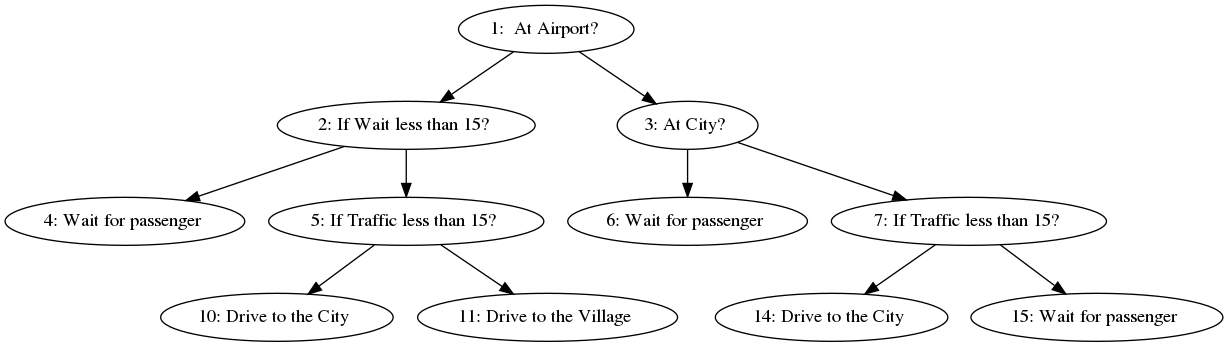 1:  At Airport?
2: If Wait less than 15?
3: At City?
4: Wait for passenger
5: If Traffic less than 15?
6: Wait for passenger
7: If Traffic less than 15?
10: Drive to the City
11: Drive to the Village
14: Drive to the City
15: Wait for passenger